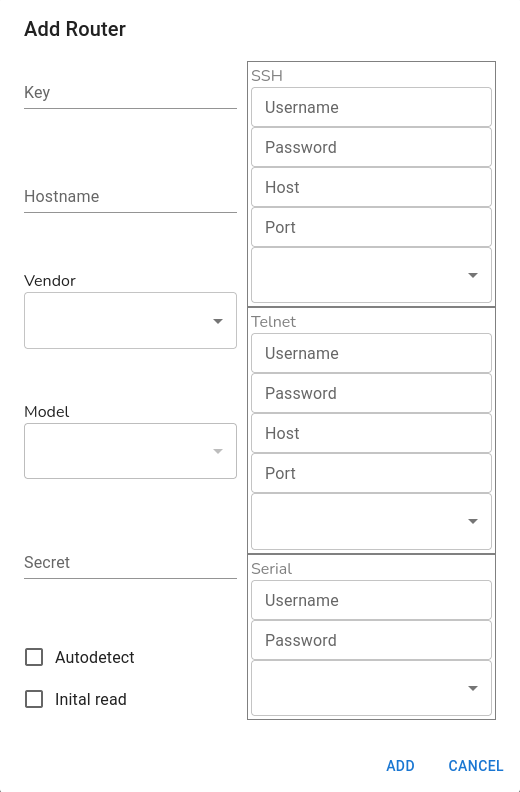 Add Router
Key
Hostname
Vendor
Model
Secret
Autodetect
Inital read
SSH
Username
Password
Host
Port
Telnet
Username
Password
Host
Port
Serial
Username
Password
ADD
CANCEL